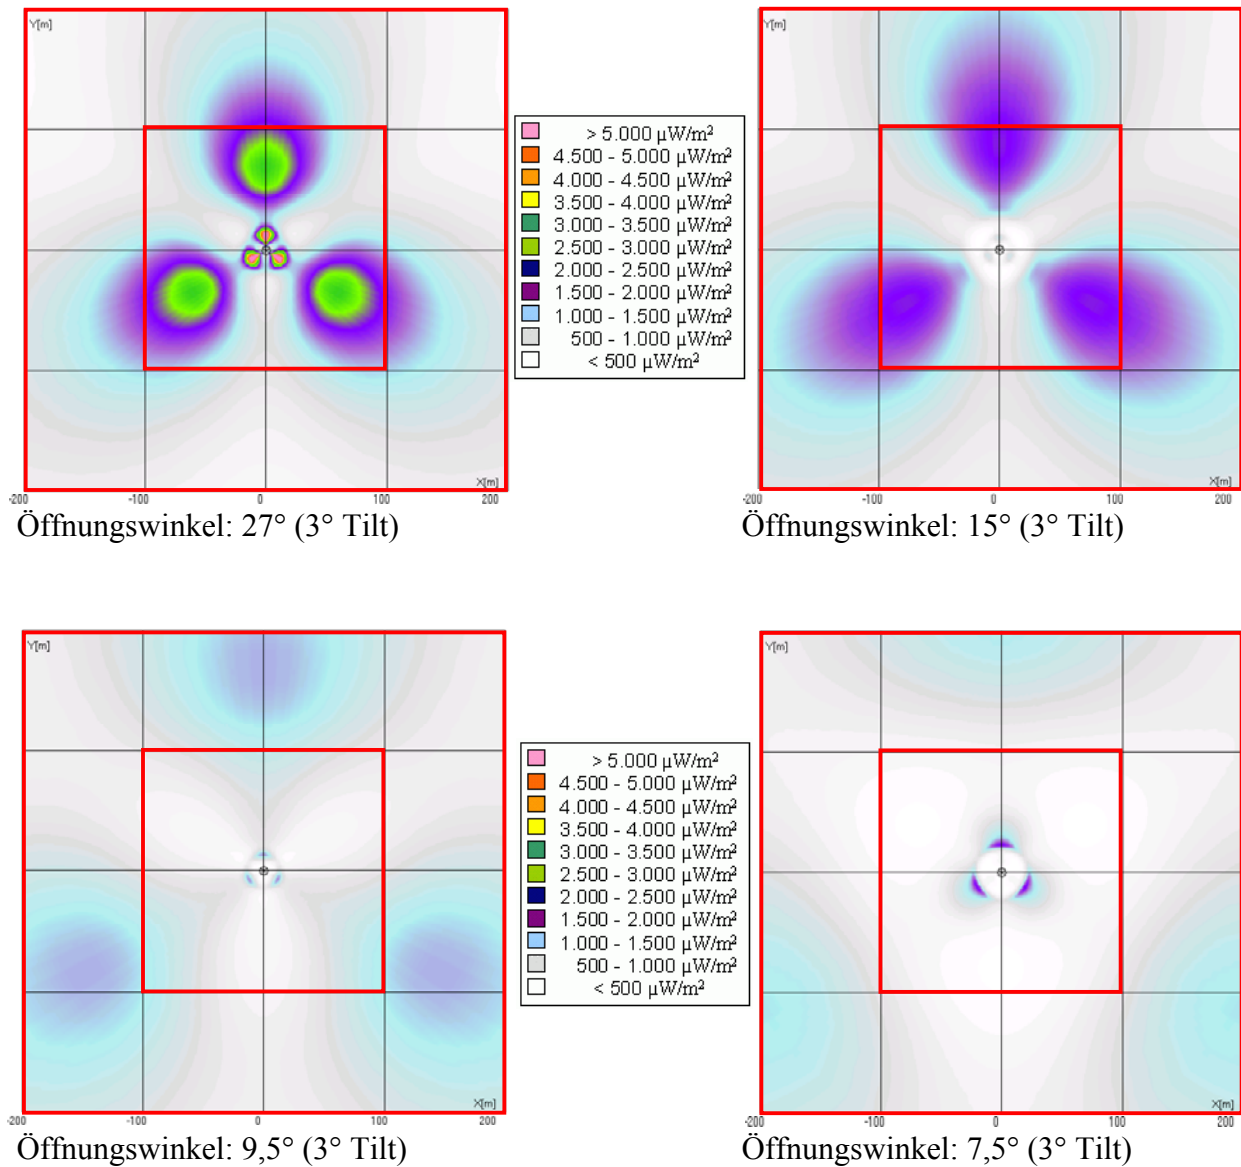 Y[m]
X[m]
-200 -100 0 100 200
Öffnungswinkel: 27° (3° Tilt)
> 5.000 µW/m²
4.500 - 5.000 µW/m²
4.000 - 4.500 µW/m²
3.500 - 4.000 µW/m²
3.000 - 3.500 µW/m²
2.500 - 3.000 µW/m²
2.000 - 2.500 µW/m²
1.500 - 2.000 µW/m²
1.000 - 1.500 µW/m²
500 - 1.000 µW/m²
< 500 µW/m²
Y[m]
X[m]
-200 -100 0 100 200
Öffnungswinkel: 15° (3° Tilt)
Y[m]
X[m]
-200 -100 0 100 200
Öffnungswinkel: 9,5° (3° Tilt)
> 5.000 µW/m²
4.500 - 5.000 µW/m²
4.000 - 4.500 µW/m²
3.500 - 4.000 µW/m²
3.000 - 3.500 µW/m²
2.500 - 3.000 µW/m²
2.000 - 2.500 µW/m²
1.500 - 2.000 µW/m²
1.000 - 1.500 µW/m²
500 - 1.000 µW/m²
< 500 µW/m²
Y[m]
X[m]
-200 -100 0 100 200
Öffnungswinkel: 7,5° (3° Tilt)